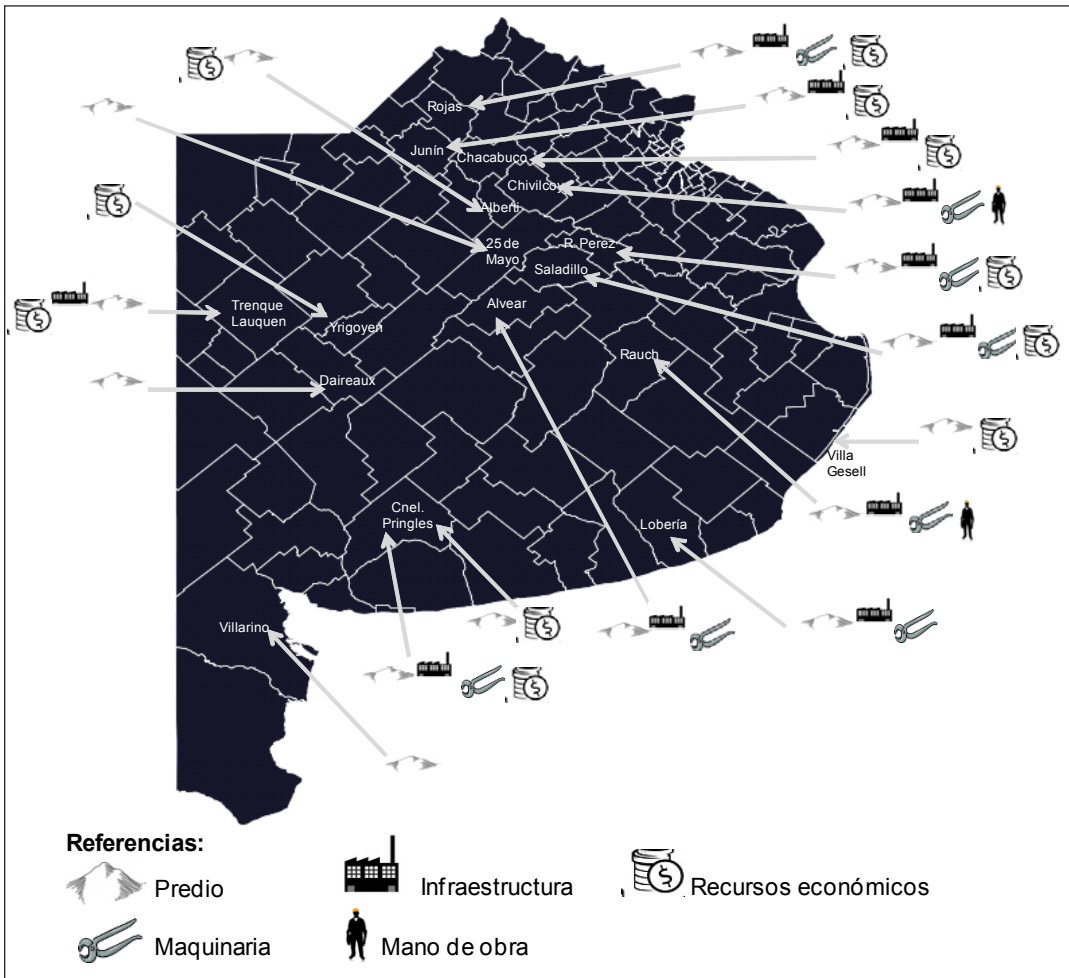 Rojas
Junín
Chacabuco
Chivilcoy
Alberti
25 de
Mayo
R. Perez
Saladillo
Trenque
Lauquen
Yrigoyen
Alvear
Rauch
Daireaux
Villa
Gesell
Cnel.
Pringles
Lobería
Villarino
Referencias:
Predio
Infraestructura
Recursos económicos
Maquinaria
Mano de obra